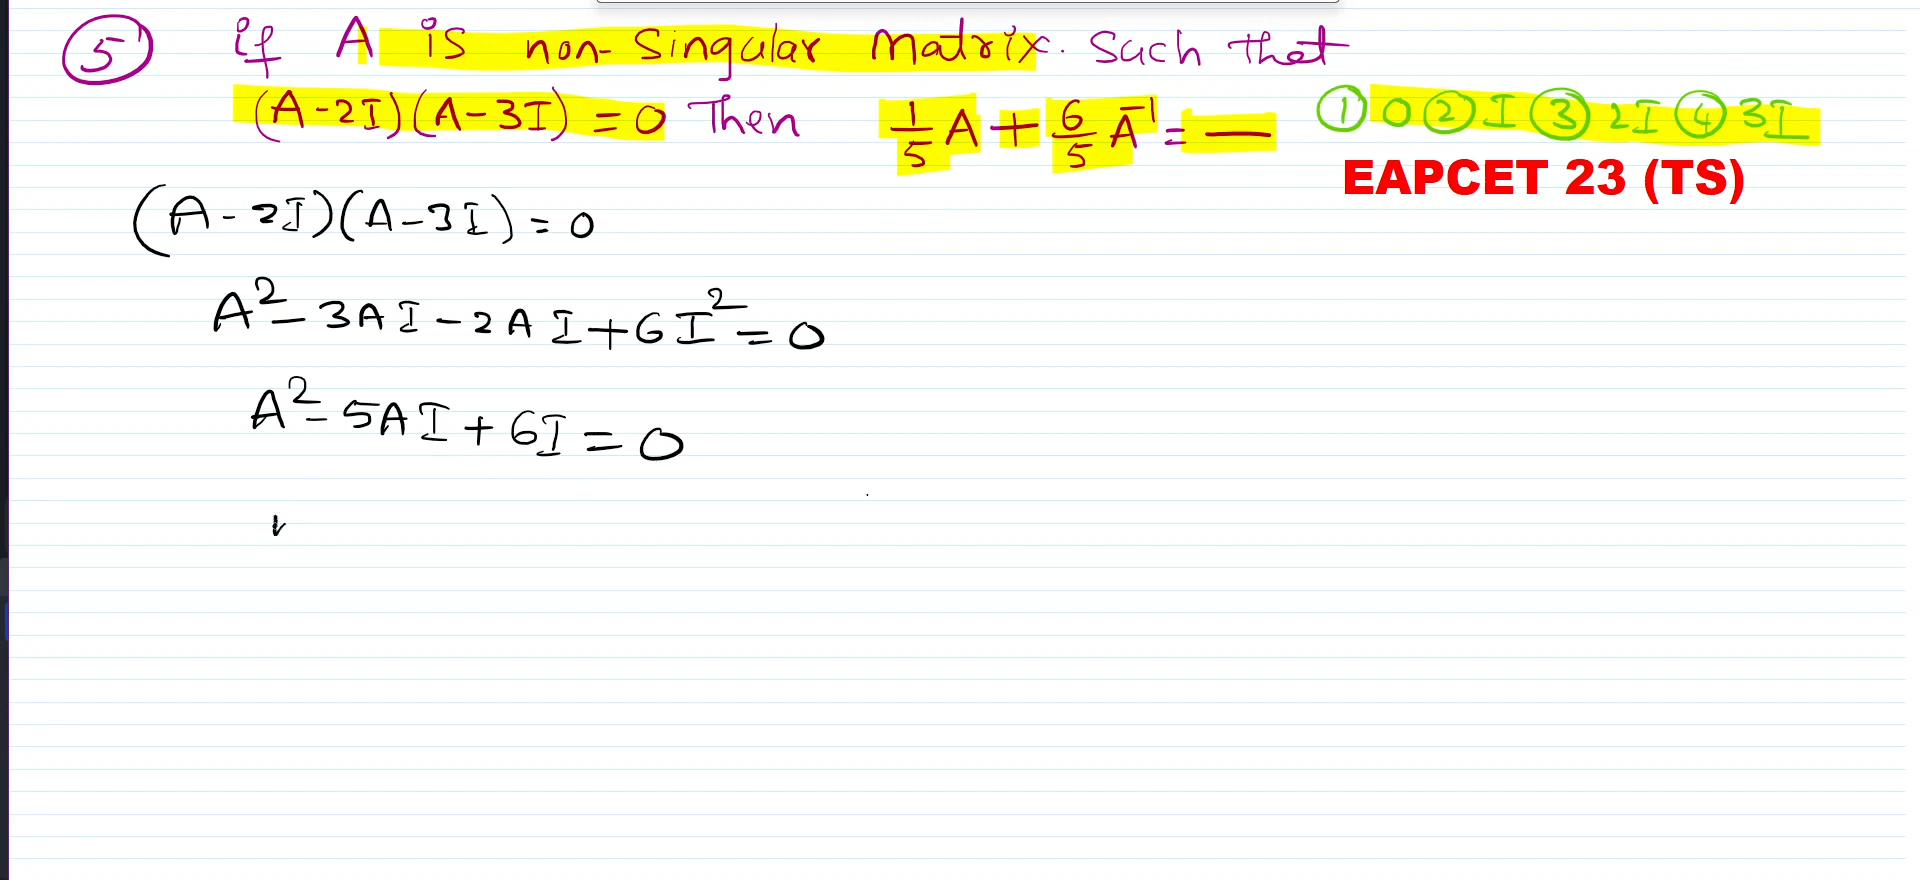 5) If A is non-Singular Matrix. Such that
(A-2I)(A-3I) = 0 Then 1/5 A + 6/5 A⁻¹ = — ① 0 ② I ③ 2I ④ 3I
EAPCET 23 (TS)
(A-2I)(A-3I) = 0
A² - 3AI - 2AI + 6I² = 0
A² - 5AI + 6I = 0